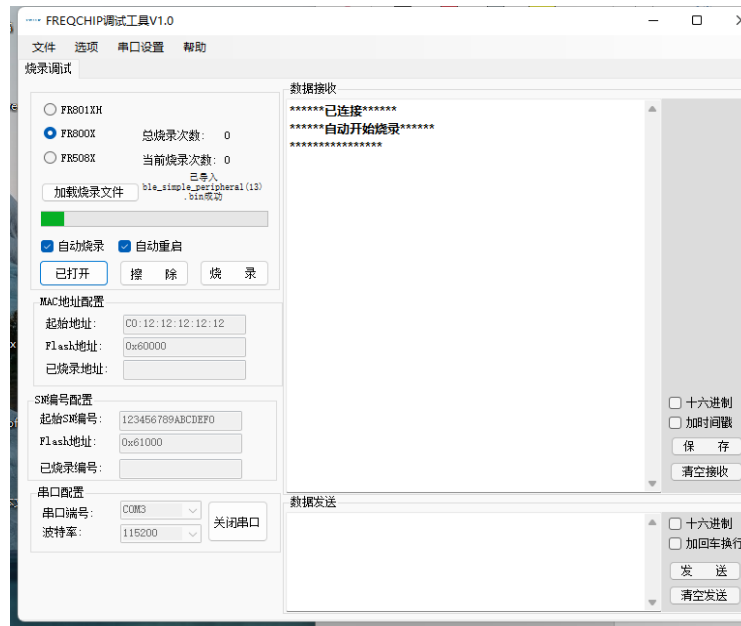 FREQCHIP调试工具V1.0
文件 选项 串口设置 帮助
烧录调试
FR801XH
FR800X
FR508X
总烧录次数: 0
当前烧录次数: 0
加载烧录文件
已导入
ble_simple_peripheral(13)
.bin成功
自动烧录 自动重启
已打开 擦 除 烧 录
MAC地址配置
起始地址: C0:12:12:12:12:12
Flash地址: 0x60000
已烧录地址:
SN编号配置
起始SN编号: 123456789ABCDEF0
Flash地址: 0x61000
已烧录编号:
串口配置
串口端号: COM3
波特率: 115200
关闭串口
数据接收
******已连接******
******自动开始烧录******
****************
十六进制
加时间戳
保 存
清空接收
数据发送
十六进制
加回车换行
发 送
清空发送